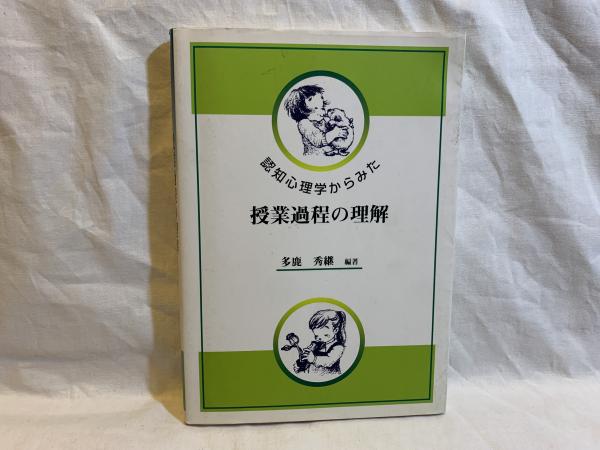 認知心理学からみた
授業過程の理解
多鹿 秀継 編著